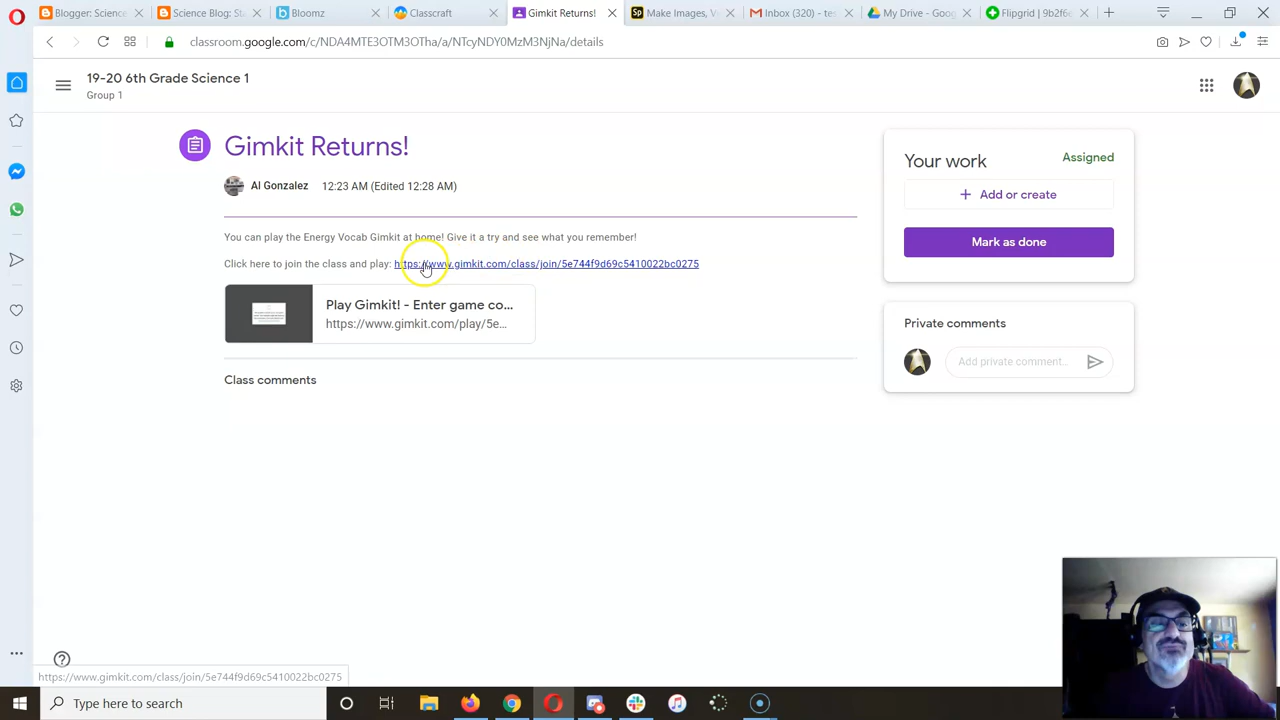 Blogger: Science
Science Blog: Sta
Bloomz
Classcraft
Gimkit Returns!
Make Images, V
Inbox (320) - te
My Drive - Goog
Flipgrid | 9b2f6
classroom.google.com/c/NDA4MTE3OTM3OTha/a/NTcyNDY0MzM3NjNa/details
19-20 6th Grade Science 1
Group 1
Gimkit Returns!
Al Gonzalez 12:23 AM (Edited 12:28 AM)
You can play the Energy Vocab Gimkit at home! Give it a try and see what you remember!
Click here to join the class and play: https://www.gimkit.com/class/join/5e744f9d69c5410022bc0275
Play Gimkit! - Enter game co...
https://www.gimkit.com/play/5e...
Class comments
Your work
Assigned
+ Add or create
Mark as done
Private comments
Add private comment...
https://www.gimkit.com/class/join/5e744f9d69c5410022bc0275
Type here to search